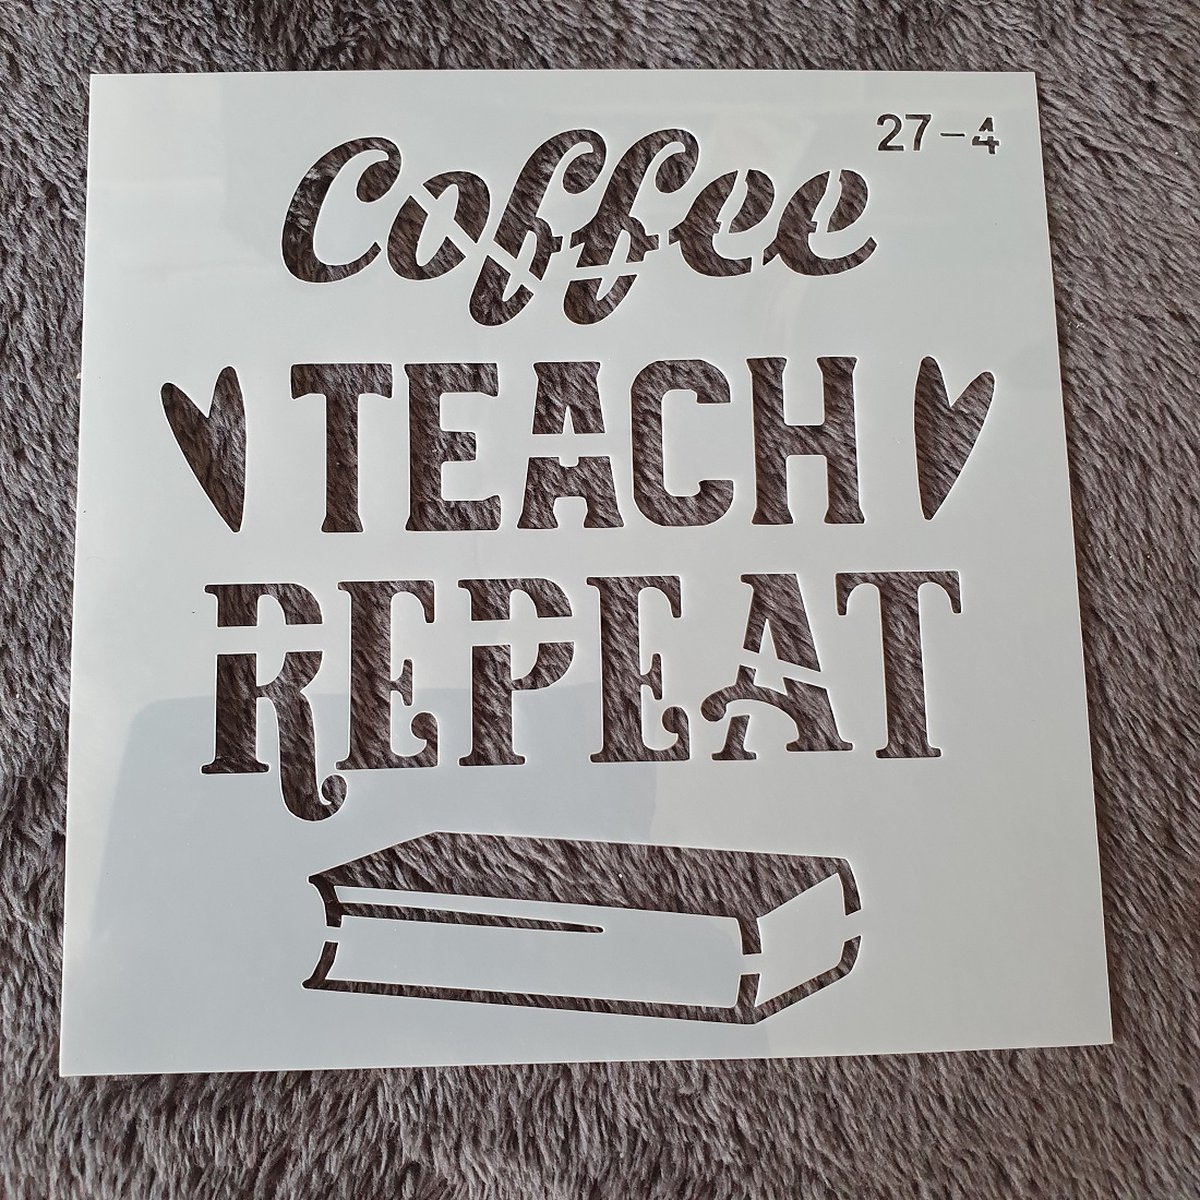 27-4
Coffee
TEACH
REPEAT